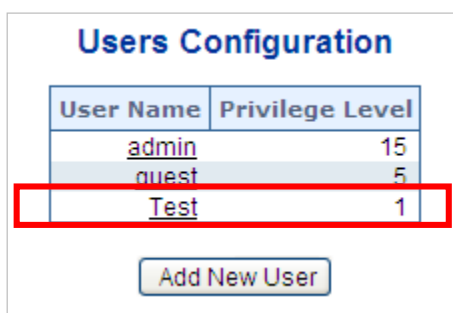 Users Configuration
User Name Privilege Level
admin 15
guest 5
Test 1
Add New User